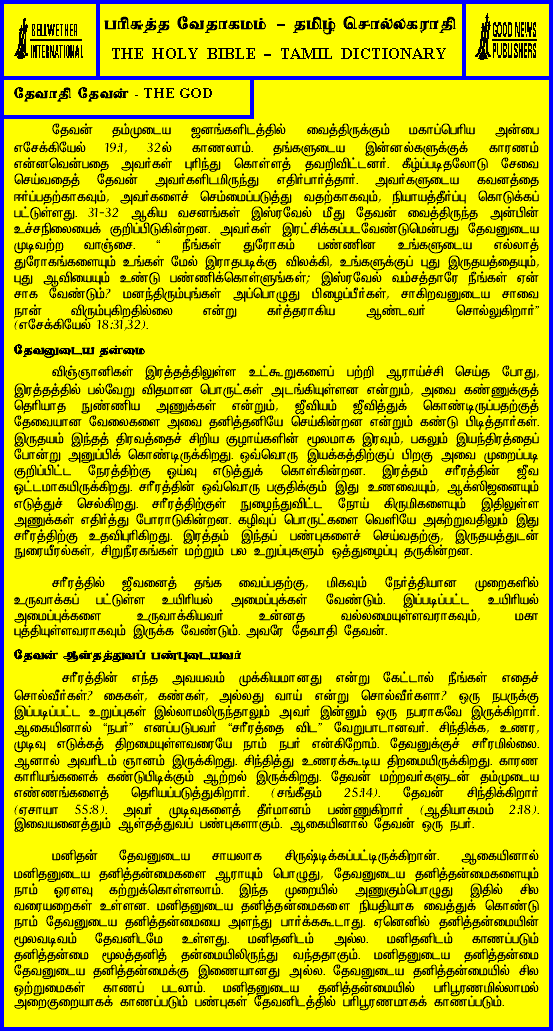 BELLWETHER
INTERNATIONAL
பரிசுத்த வேதாகமம் – தமிழ் சொல்லகராதி
THE HOLY BIBLE – TAMIL DICTIONARY
GOOD NEWS
PUBLISHERS
தேவாதி தேவன் - THE GOD
தேவன் தம்முடைய ஜனங்களிடத்தில் வைத்திருக்கும் மகாப்பெரிய அன்பை
எசேக்கியேல் 19:1, 32ல் காணலாம். தங்களுடைய இன்னல்களுக்குக் காரணம்
என்னவென்பதை அவர்கள் புரிந்து கொள்ளத் தவறிவிட்டனர். கீழ்ப்படிதலோடு சேவை
செய்வதைத் தேவன் அவர்களிடமிருந்து எதிர்பார்த்தார். அவர்களுடைய கவனத்தை
ஈர்ப்பதற்காகவும், அவர்களைச் செம்மைப்படுத்து வதற்காகவும், நியாயத்தீர்ப்பு கொடுக்கப்
பட்டுள்ளது. 31-32 ஆகிய வசனங்கள் இஸ்ரவேல் மீது தேவன் வைத்திருந்த அன்பின்
உச்சநிலையைக் குறிப்பிடுகின்றன. அவர்கள் இரட்சிக்கப்படவேண்டுமென்பது தேவனுடைய
முடிவற்ற வாஞ்சை. “ நீங்கள் துரோகம் பண்ணின உங்களுடைய எல்லாத்
துரோகங்களையும் உங்கள் மேல் இராதபடிக்கு விலக்கி, உங்களுக்குப் புது இருதயத்தையும்,
புது ஆவியையும் உண்டு பண்ணிக்கொள்ளுங்கள்; இஸ்ரவேல் வம்சத்தாரே நீங்கள் ஏன்
சாக வேண்டும்? மனந்திரும்புங்கள் அப்பொழுது பிழைப்பீர்கள், சாகிறவனுடைய சாவை
நான் விரும்புகிறதில்லை என்று கர்த்தராகிய ஆண்டவர் சொல்லுகிறார்”
(எசேக்கியேல் 18:31,32).
தேவனுடைய தன்மை
விஞ்ஞானிகள் இரத்தத்திலுள்ள உட்கூறுகளைப் பற்றி ஆராய்ச்சி செய்த போது,
இரத்தத்தில் பல்வேறு விதமான பொருட்கள் அடங்கியுள்ளன என்றும், அவை கண்ணுக்குத்
தெரியாத நுண்ணிய அணுக்கள் என்றும், ஜீவியம் ஜீவித்துக் கொண்டிருப்பதற்குத்
தேவையான வேலைகளை அவை தனித்தனியே செய்கின்றன என்றும் கண்டு பிடித்தார்கள்.
இருதயம் இந்தத் திரவத்தைச் சிறிய குழாய்களின் மூலமாக இரவும், பகலும் இயந்திரத்தைப்
போன்று அனுப்பிக் கொண்டிருக்கிறது. ஒவ்வொரு இயக்கத்திற்குப் பிறகு அவை முறைப்படி
குறிப்பிட்ட நேரத்திற்கு ஓய்வு எடுத்துக் கொள்கின்றன. இரத்தம் சரீரத்தின் ஜீவ
ஓட்டமாகயிருக்கிறது. சரீரத்தின் ஒவ்வொரு பகுதிக்கும் இது உணவையும், ஆக்ஸிஜனையும்
எடுத்துச் செல்கிறது. சரீரத்திற்குள் நுழைந்துவிட்ட நோய் கிருமிகளையும் இதிலுள்ள
அணுக்கள் எதிர்த்து போராடுகின்றன. கழிவுப் பொருட்களை வெளியே அகற்றுவதிலும் இது
சரீரத்திற்கு உதவிபுரிகிறது. இரத்தம் இந்தப் பண்புகளைச் செய்வதற்கு, இருதயத்துடன்
நுரையீரல்கள், சிறுநீரகங்கள் மற்றும் பல உறுப்புகளும் ஒத்துழைப்பு தருகின்றன.
சரீரத்தில் ஜீவனைத் தங்க வைப்பதற்கு, மிகவும் நேர்த்தியான முறைகளில்
உருவாக்கப் பட்டுள்ள உயிரியல் அமைப்புக்கள் வேண்டும். இப்படிப்பட்ட உயிரியல்
அமைப்புக்களை உருவாக்கியவர் உன்னத வல்லமையுள்ளவராகவும், மகா
புத்தியுள்ளவராகவும் இருக்க வேண்டும். அவரே தேவாதி தேவன்.
தேவன் ஆள்தத்துவப் பண்புடையவர்
சரீரத்தின் எந்த அவயவம் முக்கியமானது என்று கேட்டால் நீங்கள் எதைச்
சொல்வீர்கள்? கைகள், கண்கள், அல்லது வாய் என்று சொல்வீர்களா? ஒரு நபருக்கு
இப்படிப்பட்ட உறுப்புகள் இல்லாமலிருந்தாலும் அவர் இன்னும் ஒரு நபராகவே இருக்கிறார்.
ஆகையினால் “நபர்” எனப்படுபவர் “சரீரத்தை விட” வேறுபாடானவர். சிந்திக்க, உணர,
முடிவு எடுக்கத் திறமையுள்ளவரையே நாம் நபர் என்கிறோம். தேவனுக்குச் சரீரமில்லை.
ஆனால் அவரிடம் ஞானம் இருக்கிறது. சிந்தித்து உணரக்கூடிய திறமையிருக்கிறது. காரண
காரியங்களைக் கண்டுபிடிக்கும் ஆற்றல் இருக்கிறது. தேவன் மற்றவர்களுடன் தம்முடைய
எண்ணங்களைத் தெரியப்படுத்துகிறார். (சங்கீதம் 25:14). தேவன் சிந்திக்கிறார்
(ஏசாயா 55:8). அவர் முடிவுகளைத் தீர்மானம் பண்ணுகிறார் (ஆதியாகமம் 2:18).
இவையனைத்தும் ஆள்தத்துவப் பண்புகளாகும். ஆகையினால் தேவன் ஒரு நபர்.
மனிதன் தேவனுடைய சாயலாக சிருஷ்டிக்கப்பட்டிருக்கிறான். ஆகையினால்
மனிதனுடைய தனித்தன்மைகளை ஆராயும் பொழுது, தேவனுடைய தனித்தன்மைகளையும்
நாம் ஓரளவு கற்றுக்கொள்ளலாம். இந்த முறையில் அணுகும்பொழுது இதில் சில
வரையறைகள் உள்ளன. மனிதனுடைய தனித்தன்மைகளை நியதியாக வைத்துக் கொண்டு
நாம் தேவனுடைய தனித்தன்மையை அளந்து பார்க்ககூடாது. ஏனெனில் தனித்தன்மையின்
மூலவடிவம் தேவனிடமே உள்ளது. மனிதனிடம் அல்ல. மனிதனிடம் காணப்படும்
தனித்தன்மை மூலத்தனித் தன்மையிலிருந்து வந்ததாகும். மனிதனுடைய தனித்தன்மை
தேவனுடைய தனித்தன்மைக்கு இணையானது அல்ல. தேவனுடைய தனித்தன்மையில் சில
ஒற்றுமைகள் காணப் படலாம். மனிதனுடைய தனித்தன்மையில் பரிபூரணமில்லாமல்
அறைகுறையாகக் காணப்படும் பண்புகள் தேவனிடத்தில் பரிபூரணமாகக் காணப்படும்.